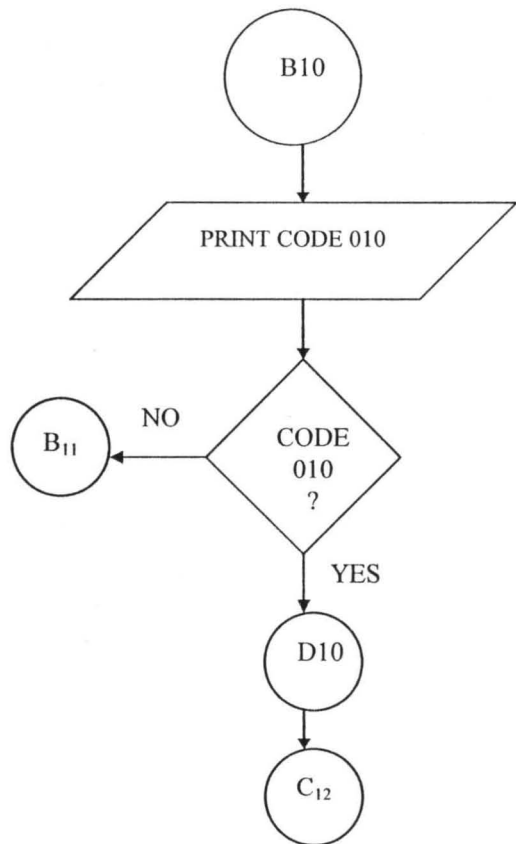 B10
PRINT CODE 010
NO
B₁₁
CODE
010
?
YES
D10
C₁₂